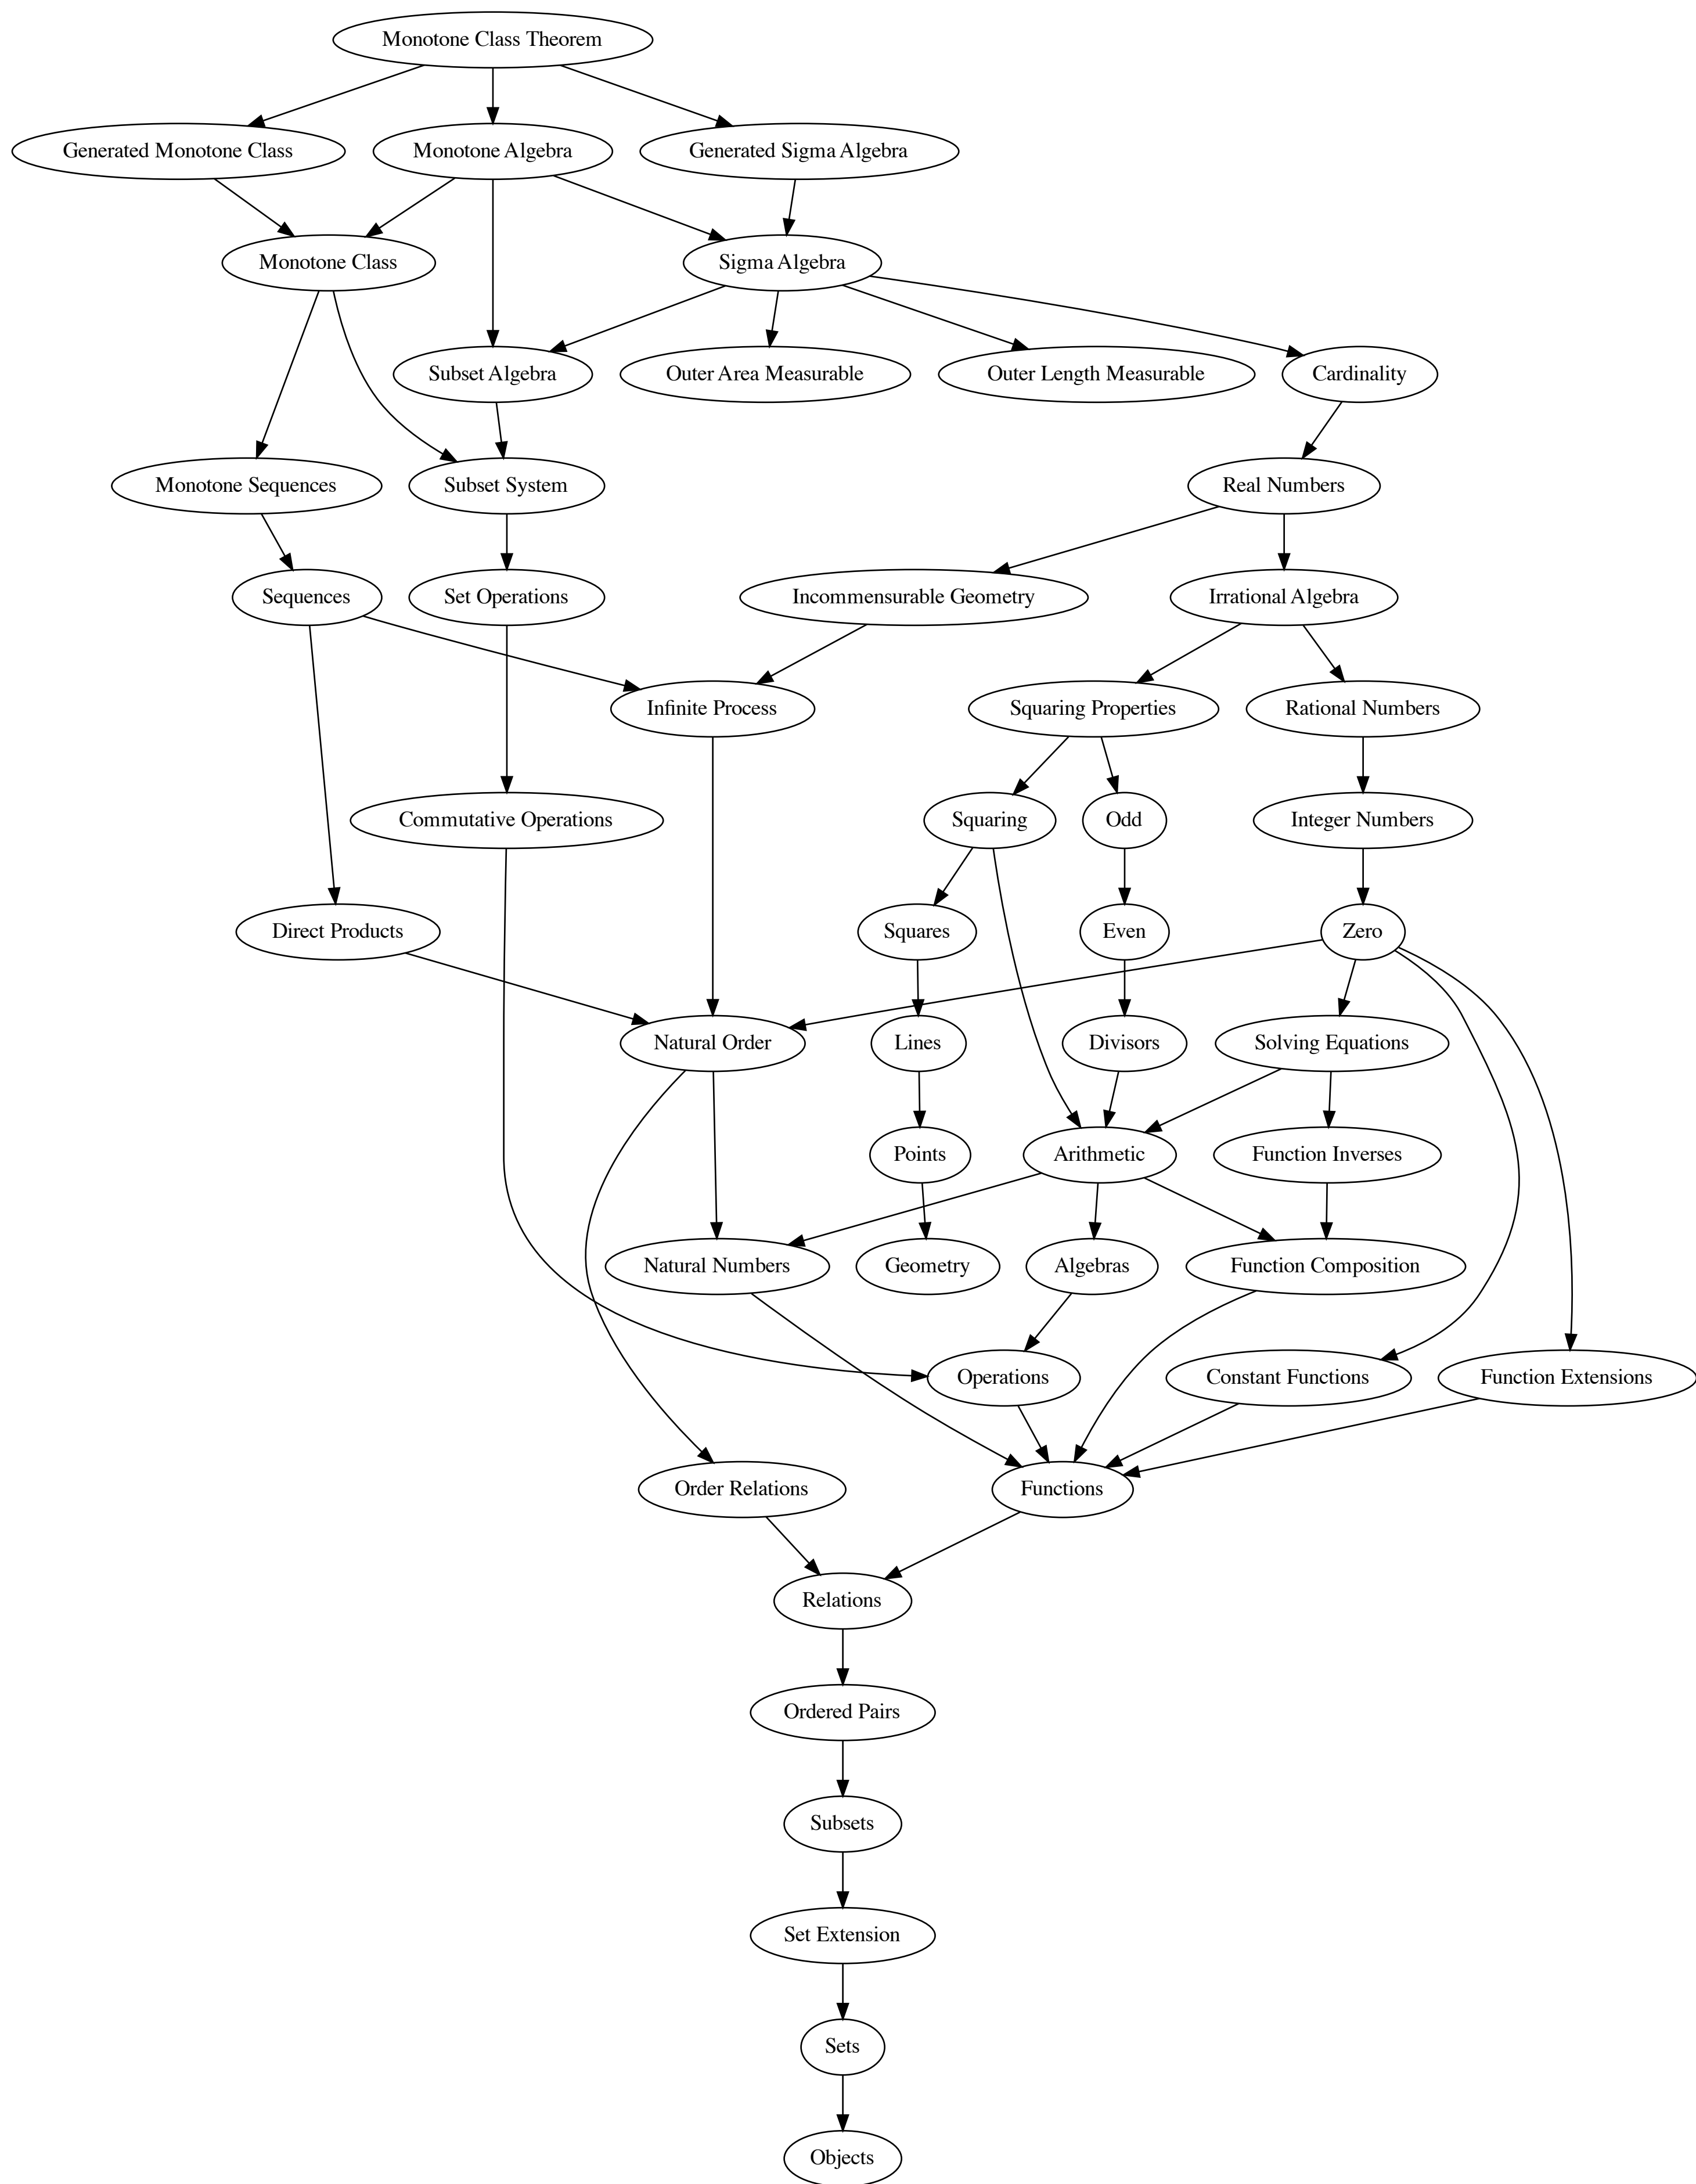 Monotone Class Theorem
Generated Monotone Class
Monotone Algebra
Generated Sigma Algebra
Monotone Class
Sigma Algebra
Subset Algebra
Outer Area Measurable
Outer Length Measurable
Cardinality
Monotone Sequences
Subset System
Real Numbers
Sequences
Set Operations
Incommensurable Geometry
Irrational Algebra
Infinite Process
Squaring Properties
Rational Numbers
Commutative Operations
Squaring
Odd
Integer Numbers
Direct Products
Squares
Even
Zero
Natural Order
Lines
Divisors
Solving Equations
Points
Arithmetic
Function Inverses
Natural Numbers
Geometry
Algebras
Function Composition
Operations
Constant Functions
Function Extensions
Order Relations
Functions
Relations
Ordered Pairs
Subsets
Set Extension
Sets
Objects